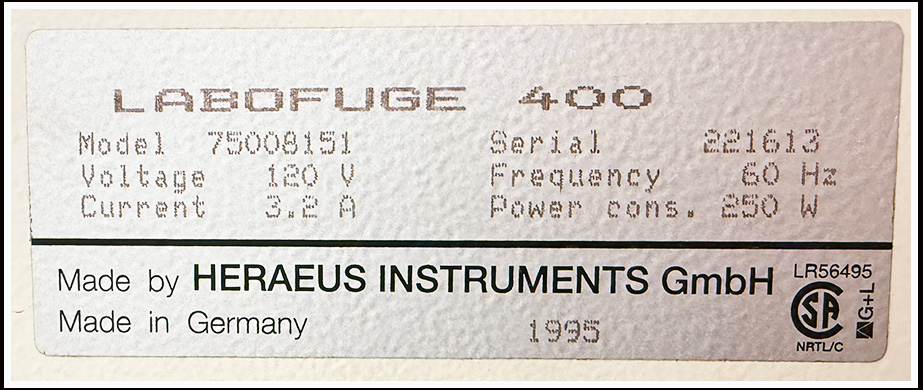 LABOFUGE 400
Model 75008151 Serial 221613
Voltage 120 V Frequency 60 Hz
Current 3.2 A Power cons. 250 W
Made by HERAEUS INSTRUMENTS GmbH
LR56495
Made in Germany 1995
SA
G+L
NRTL/C